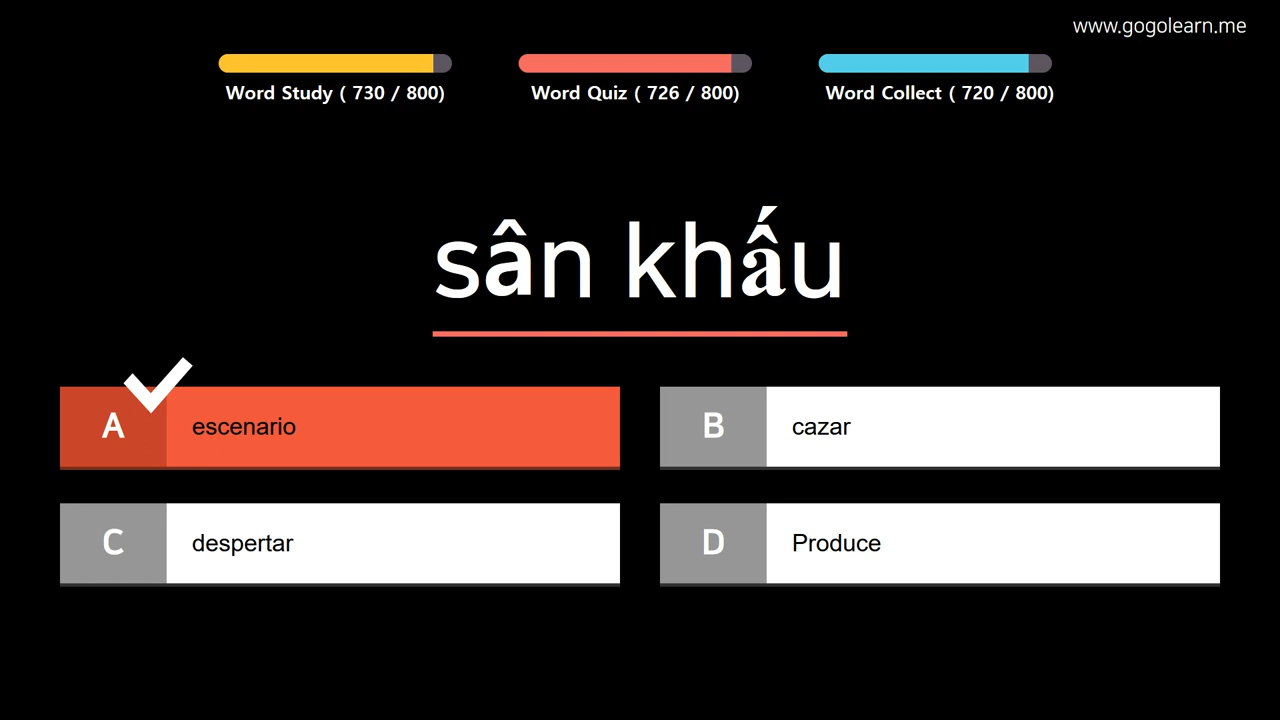 www.gogolearn.me
Word Study ( 730 / 800)
Word Quiz ( 726 / 800)
Word Collect ( 720 / 800)
sân khấu
A escenario
B cazar
C despertar
D Produce